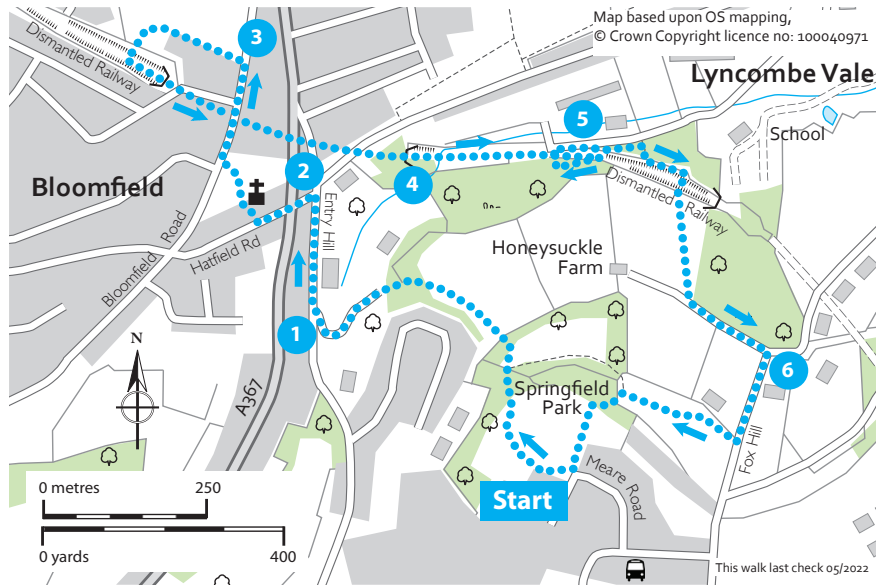 Map based upon OS mapping,
© Crown Copyright licence no: 100040971
3
Dismantled Railway
Lyncombe Vale
5
School
2
4
Bloomfield
Bloomfield Road
Hatfield Rd
Entry Hill
Dismantled Railway
Honeysuckle
Farm
1
N
A367
6
Springfield
Park
Fox Hill
Meare Road
Start
0 metres 250
0 yards 400
This walk last check 05/2022